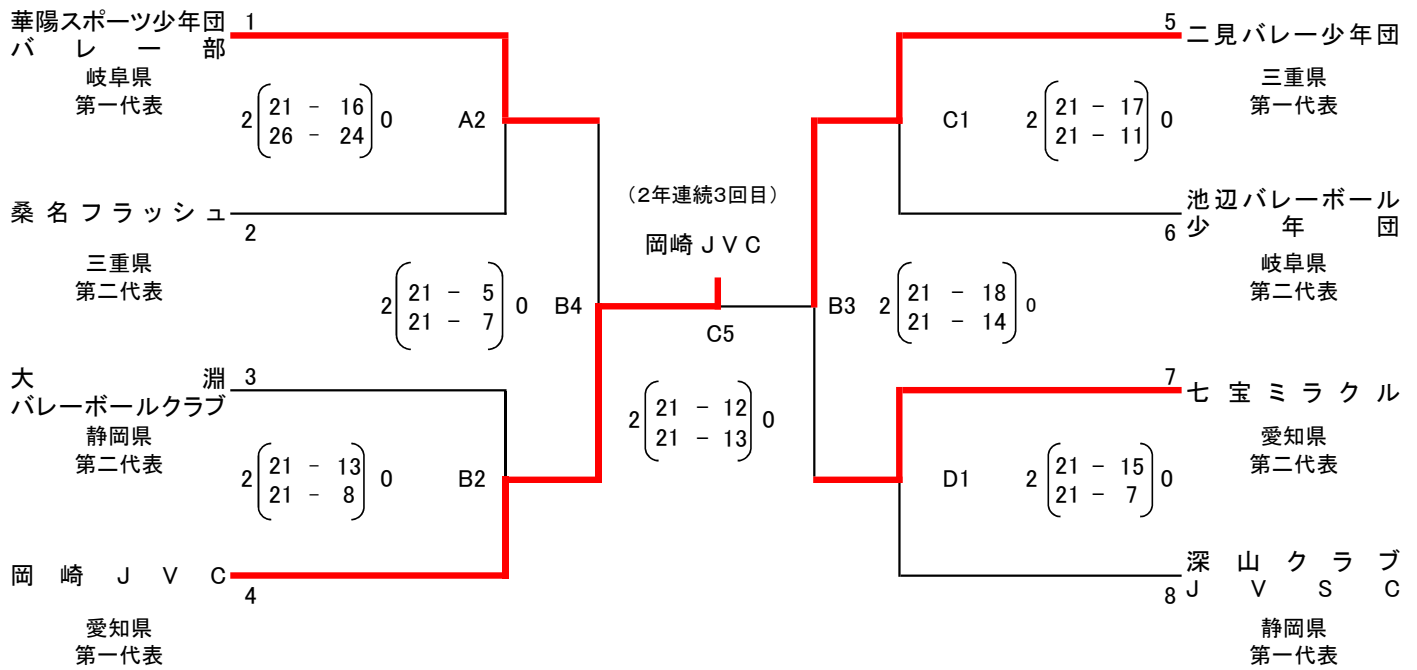 華陽スポーツ少年団
バレー部
1
岐阜県
第一代表
2 21 - 16 0
26 - 24
A2
桑名フラッシュ
2
三重県
第二代表
2 21 - 5 0
21 - 7
B4
大淵
バレーボールクラブ
3
静岡県
第二代表
2 21 - 13 0
21 - 8
B2
岡崎JVC
4
愛知県
第一代表
(2年連続3回目)
岡崎JVC
C5
2 21 - 12 0
21 - 13
5
二見バレー少年団
三重県
第一代表
C1
2 21 - 17 0
21 - 11
池辺バレーボール
少年団
6
岐阜県
第二代表
B3
2 21 - 18 0
21 - 14
7
七宝ミラクル
愛知県
第二代表
D1
2 21 - 15 0
21 - 7
深山クラブ
JVSC
8
静岡県
第一代表